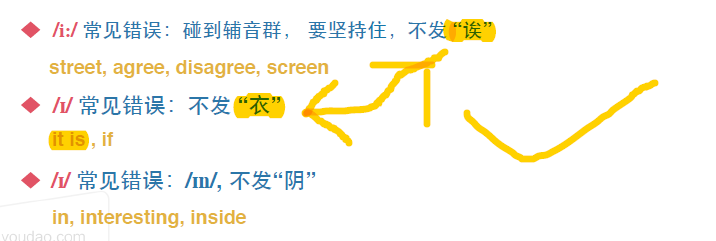 /i:/ 常见错误：碰到辅音群， 要坚持住，不发“诶”
street, agree, disagree, screen
/ɪ/ 常见错误：不发 “衣”
it is , if
/ɪ/ 常见错误：/ɪn/, 不发“阴”
in, interesting, inside
youdao.com